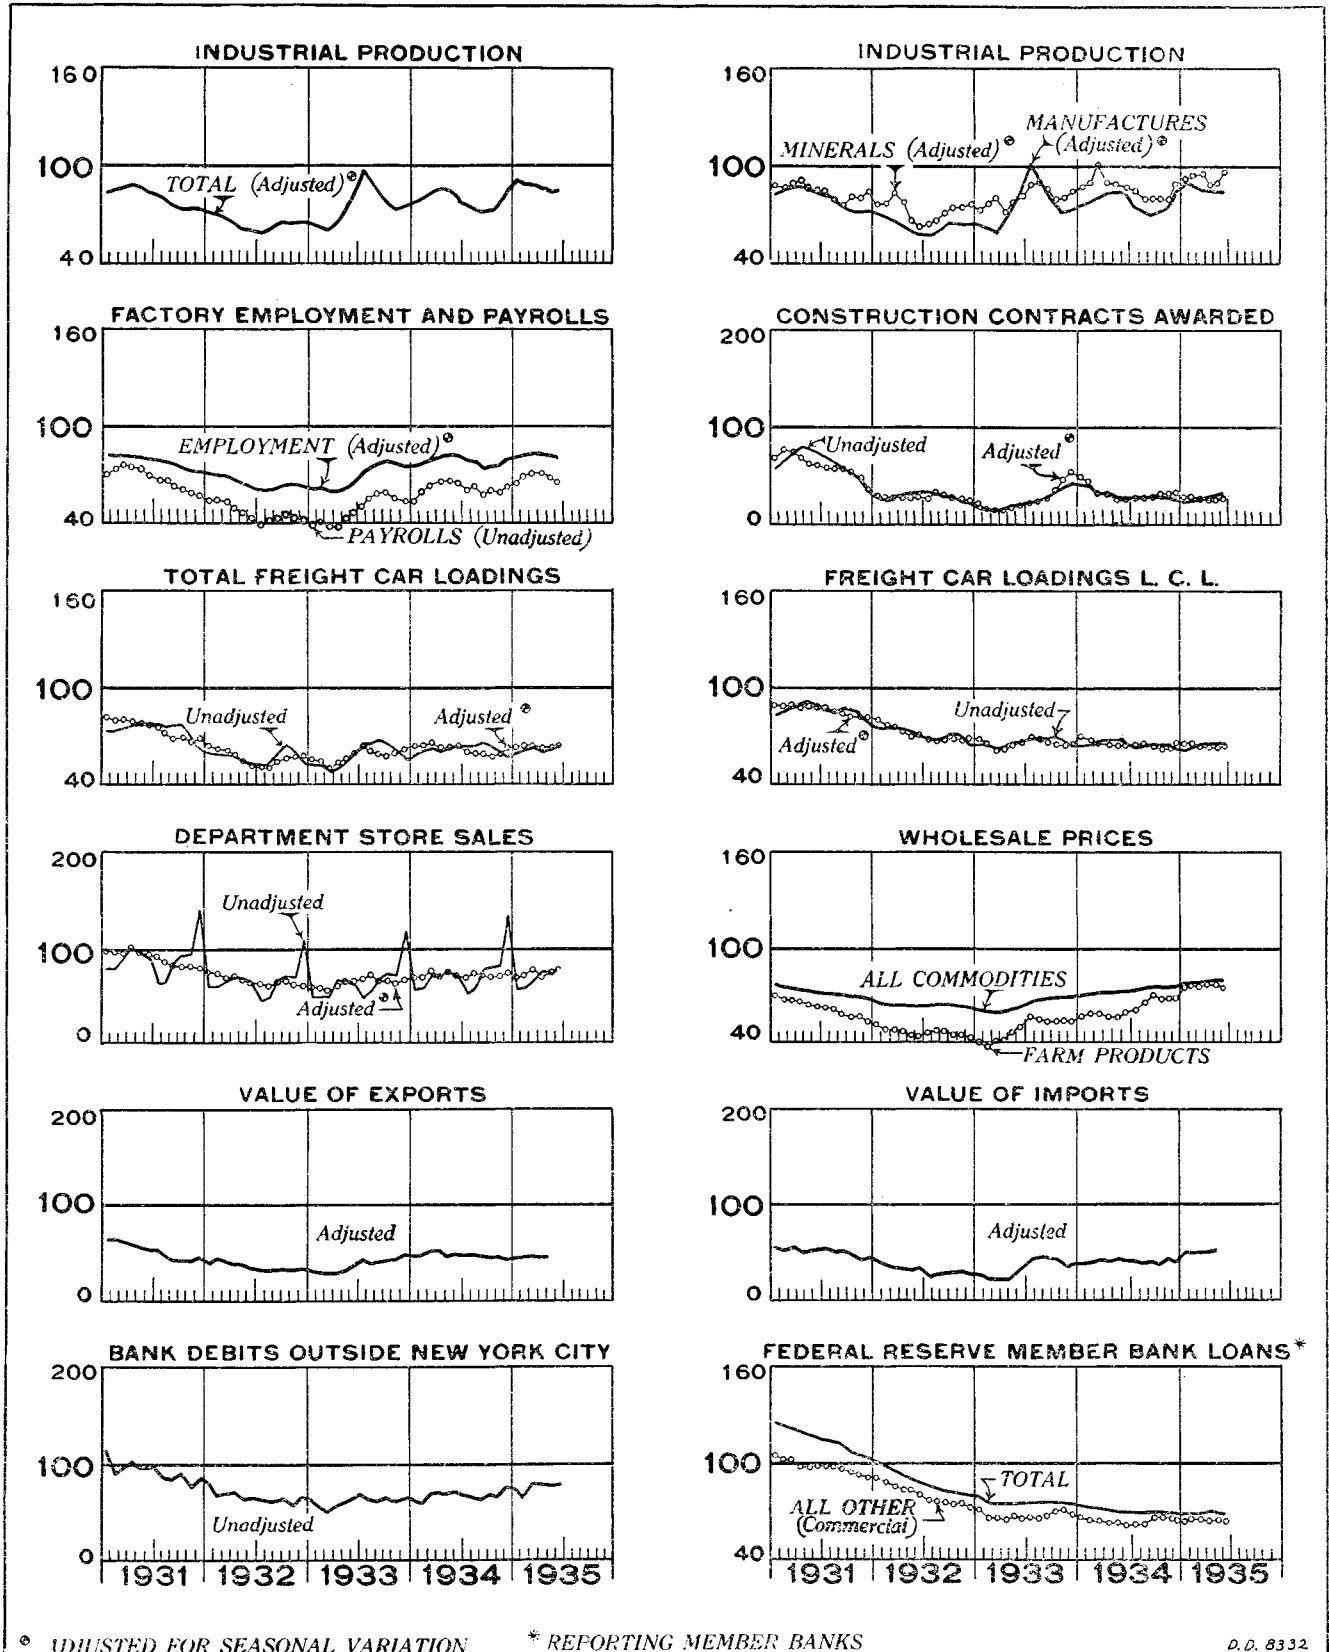 INDUSTRIAL PRODUCTION
160
100
40
TOTAL (Adjusted)
INDUSTRIAL PRODUCTION
160
100
40
MINERALS (Adjusted)
MANUFACTURES
(Adjusted)
FACTORY EMPLOYMENT AND PAYROLLS
160
100
40
EMPLOYMENT (Adjusted)
PAYROLLS (Unadjusted)
CONSTRUCTION CONTRACTS AWARDED
200
100
0
Unadjusted
Adjusted
TOTAL FREIGHT CAR LOADINGS
160
100
40
Unadjusted
Adjusted
FREIGHT CAR LOADINGS L. C. L.
160
100
40
Adjusted
Unadjusted
DEPARTMENT STORE SALES
200
100
0
Unadjusted
Adjusted
WHOLESALE PRICES
160
100
40
ALL COMMODITIES
FARM PRODUCTS
VALUE OF EXPORTS
200
100
0
Adjusted
VALUE OF IMPORTS
200
100
0
Adjusted
BANK DEBITS OUTSIDE NEW YORK CITY
200
100
0
Unadjusted
1931 1932 1933 1934 1935
FEDERAL RESERVE MEMBER BANK LOANS*
160
100
40
TOTAL
ALL OTHER
(Commercial)
1931 1932 1933 1934 1935
ADJUSTED FOR SEASONAL VARIATION
* REPORTING MEMBER BANKS
D.D. 8332